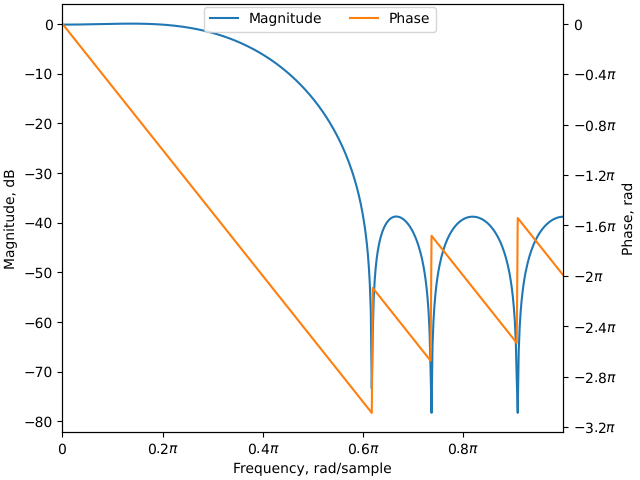 Magnitude Phase
0
−10
−20
−30
−40
−50
−60
−70
−80
Magnitude, dB
0
−0.4π
−0.8π
−1.2π
−1.6π
−2π
−2.4π
−2.8π
−3.2π
Phase, rad
0 0.2π 0.4π 0.6π 0.8π
Frequency, rad/sample